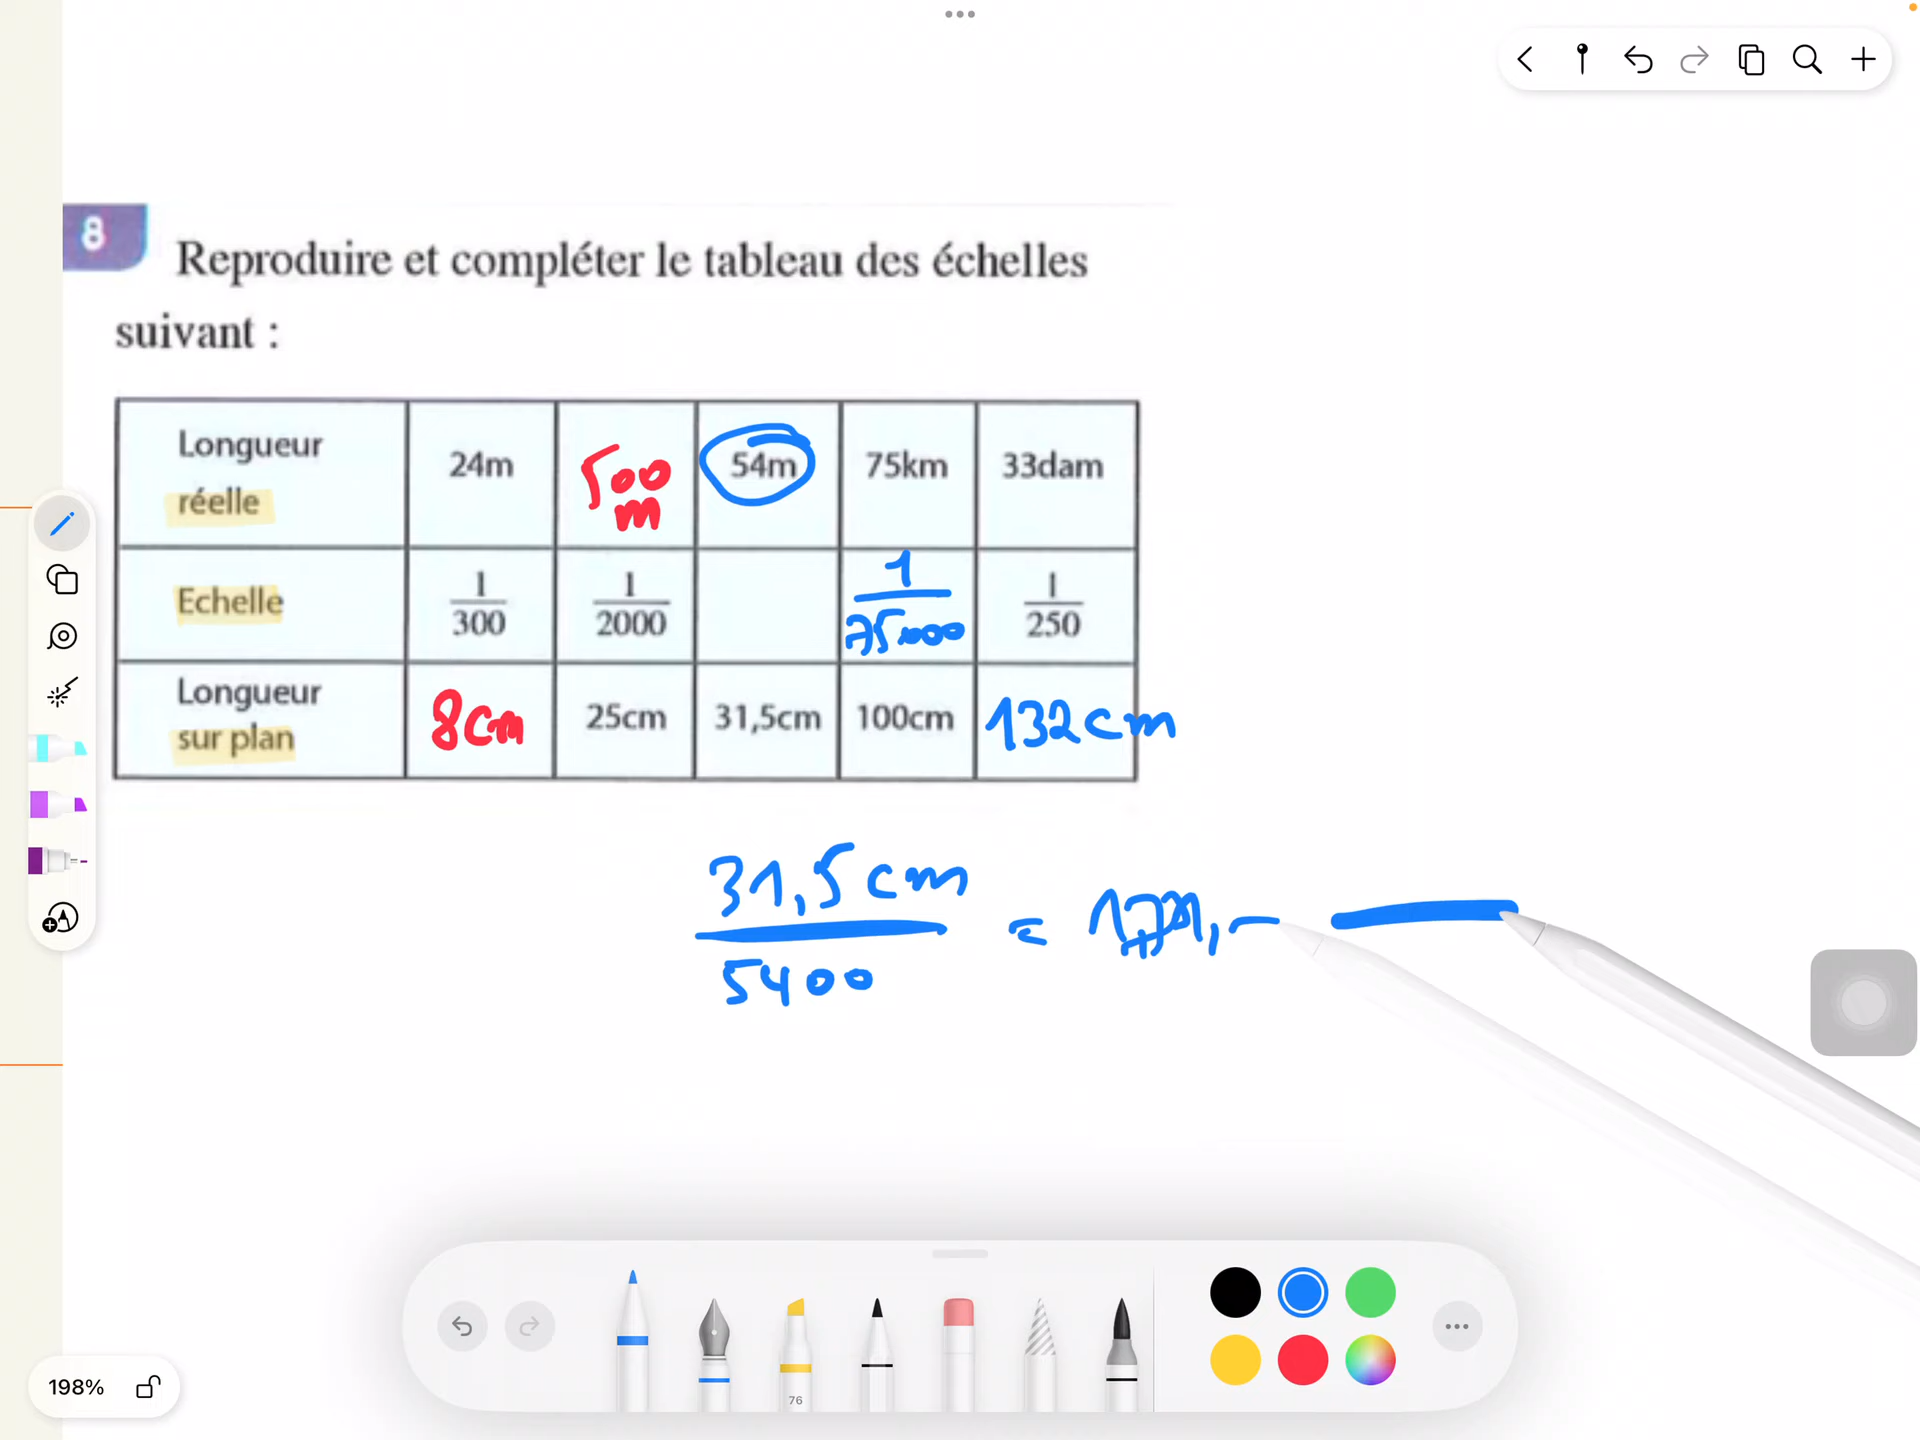 8
Reproduire et compléter le tableau des échelles
suivant :
Longueur réelle 24m 500 m 54m 75km 33dam
Echelle 1/300 1/2000 1/75000 1/250
Longueur sur plan 8cm 25cm 31,5cm 100cm 132cm
31,5cm
5400
=
76
198%